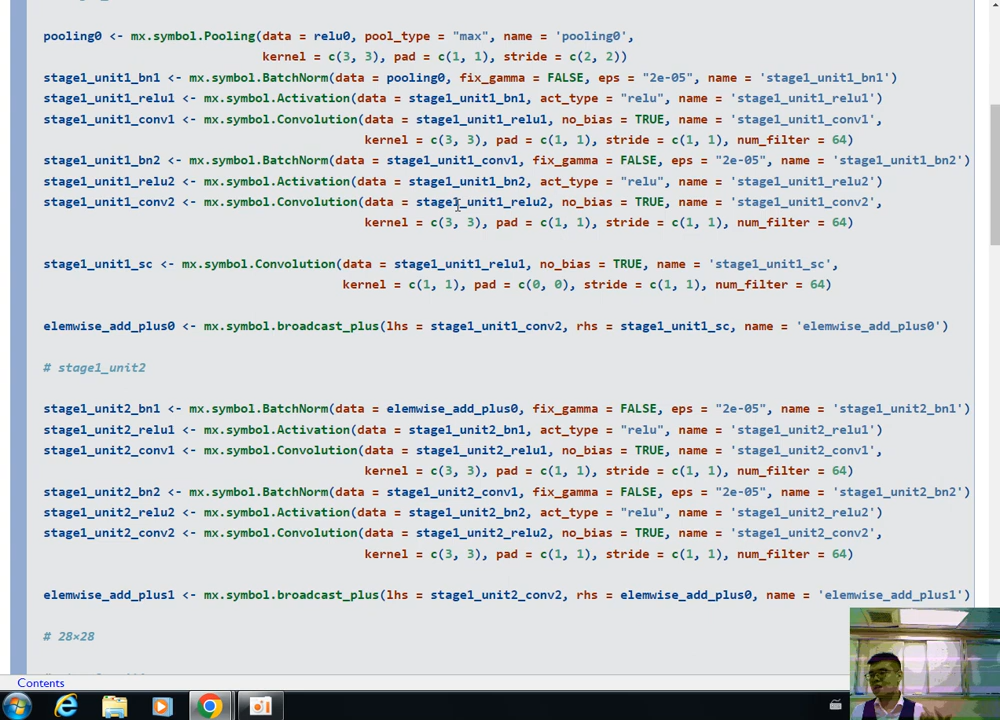 pooling0 <- mx.symbol.Pooling(data = relu0, pool_type = "max", name = 'pooling0',
kernel = c(3, 3), pad = c(1, 1), stride = c(2, 2))
stage1_unit1_bn1 <- mx.symbol.BatchNorm(data = pooling0, fix_gamma = FALSE, eps = "2e-05", name = 'stage1_unit1_bn1')
stage1_unit1_relu1 <- mx.symbol.Activation(data = stage1_unit1_bn1, act_type = "relu", name = 'stage1_unit1_relu1')
stage1_unit1_conv1 <- mx.symbol.Convolution(data = stage1_unit1_relu1, no_bias = TRUE, name = 'stage1_unit1_conv1',
kernel = c(3, 3), pad = c(1, 1), stride = c(1, 1), num_filter = 64)
stage1_unit1_bn2 <- mx.symbol.BatchNorm(data = stage1_unit1_conv1, fix_gamma = FALSE, eps = "2e-05", name = 'stage1_unit1_bn2')
stage1_unit1_relu2 <- mx.symbol.Activation(data = stage1_unit1_bn2, act_type = "relu", name = 'stage1_unit1_relu2')
stage1_unit1_conv2 <- mx.symbol.Convolution(data = stage1_unit1_relu2, no_bias = TRUE, name = 'stage1_unit1_conv2',
kernel = c(3, 3), pad = c(1, 1), stride = c(1, 1), num_filter = 64)
stage1_unit1_sc <- mx.symbol.Convolution(data = stage1_unit1_relu1, no_bias = TRUE, name = 'stage1_unit1_sc',
kernel = c(1, 1), pad = c(0, 0), stride = c(1, 1), num_filter = 64)
elemwise_add_plus0 <- mx.symbol.broadcast_plus(lhs = stage1_unit1_conv2, rhs = stage1_unit1_sc, name = 'elemwise_add_plus0')
# stage1_unit2
stage1_unit2_bn1 <- mx.symbol.BatchNorm(data = elemwise_add_plus0, fix_gamma = FALSE, eps = "2e-05", name = 'stage1_unit2_bn1')
stage1_unit2_relu1 <- mx.symbol.Activation(data = stage1_unit2_bn1, act_type = "relu", name = 'stage1_unit2_relu1')
stage1_unit2_conv1 <- mx.symbol.Convolution(data = stage1_unit2_relu1, no_bias = TRUE, name = 'stage1_unit2_conv1',
kernel = c(3, 3), pad = c(1, 1), stride = c(1, 1), num_filter = 64)
stage1_unit2_bn2 <- mx.symbol.BatchNorm(data = stage1_unit2_conv1, fix_gamma = FALSE, eps = "2e-05", name = 'stage1_unit2_bn2')
stage1_unit2_relu2 <- mx.symbol.Activation(data = stage1_unit2_bn2, act_type = "relu", name = 'stage1_unit2_relu2')
stage1_unit2_conv2 <- mx.symbol.Convolution(data = stage1_unit2_relu2, no_bias = TRUE, name = 'stage1_unit2_conv2',
kernel = c(3, 3), pad = c(1, 1), stride = c(1, 1), num_filter = 64)
elemwise_add_plus1 <- mx.symbol.broadcast_plus(lhs = stage1_unit2_conv2, rhs = elemwise_add_plus0, name = 'elemwise_add_plus1')
# 28×28
Contents